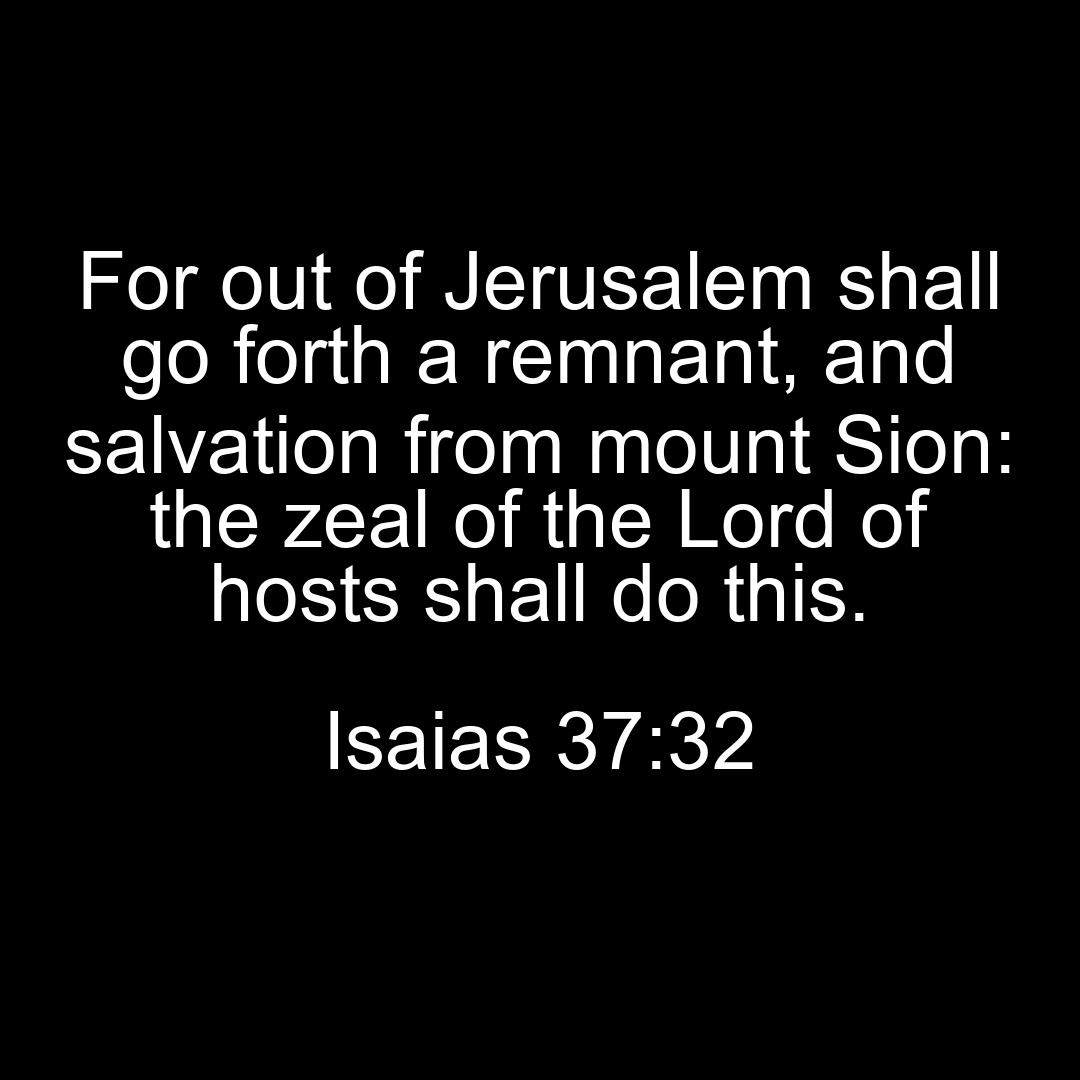 For out of Jerusalem shall
go forth a remnant, and
salvation from mount Sion:
the zeal of the Lord of
hosts shall do this.
Isaias 37:32